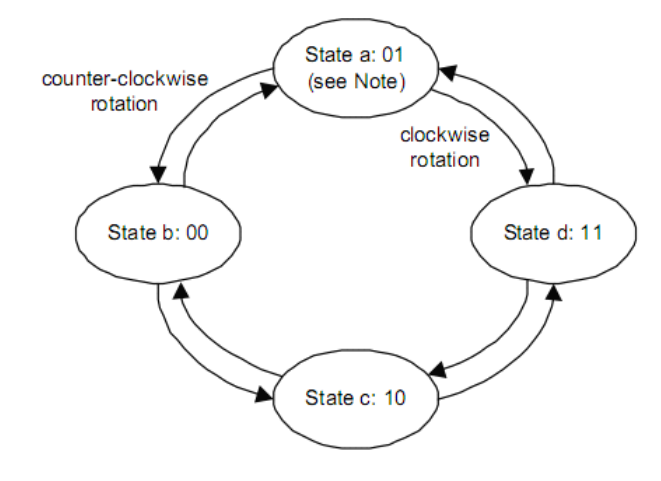 State a: 01
(see Note)
counter-clockwise
rotation
clockwise
rotation
State b: 00
State d: 11
State c: 10